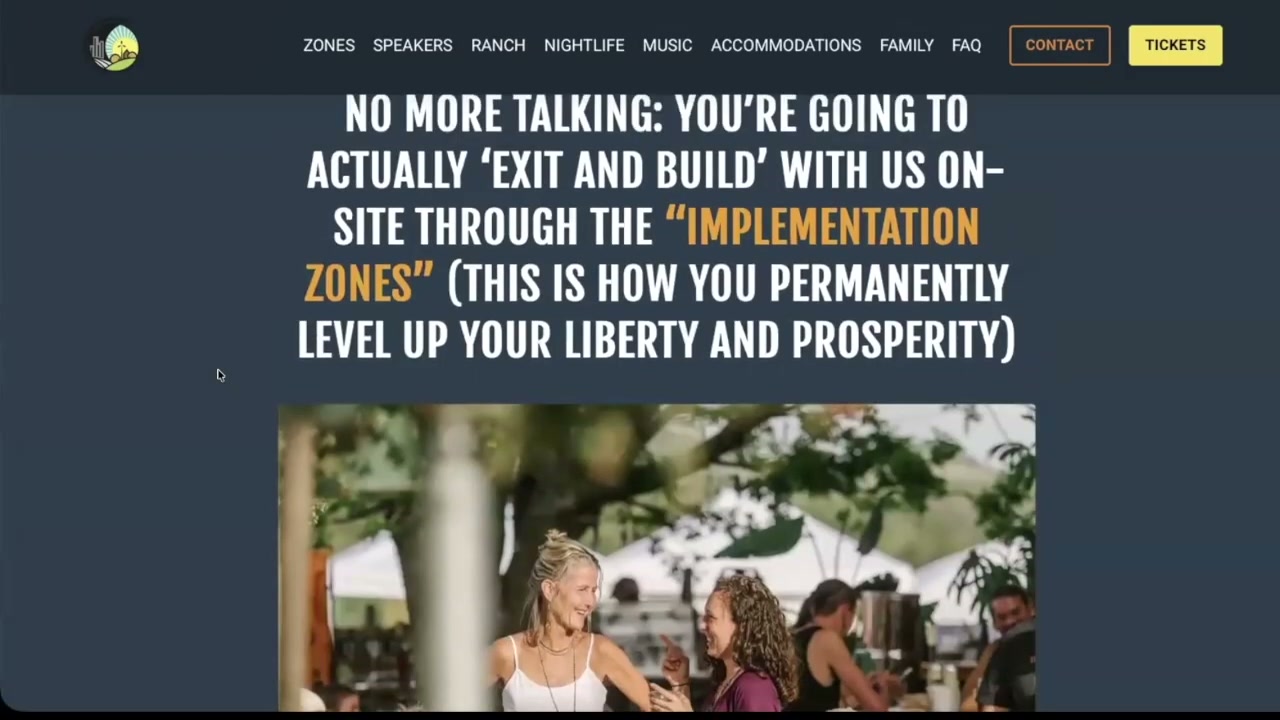 ZONES SPEAKERS RANCH NIGHTLIFE MUSIC ACCOMMODATIONS FAMILY FAQ CONTACT TICKETS
NO MORE TALKING: YOU’RE GOING TO
ACTUALLY ‘EXIT AND BUILD’ WITH US ON-
SITE THROUGH THE “IMPLEMENTATION
ZONES” (THIS IS HOW YOU PERMANENTLY
LEVEL UP YOUR LIBERTY AND PROSPERITY)